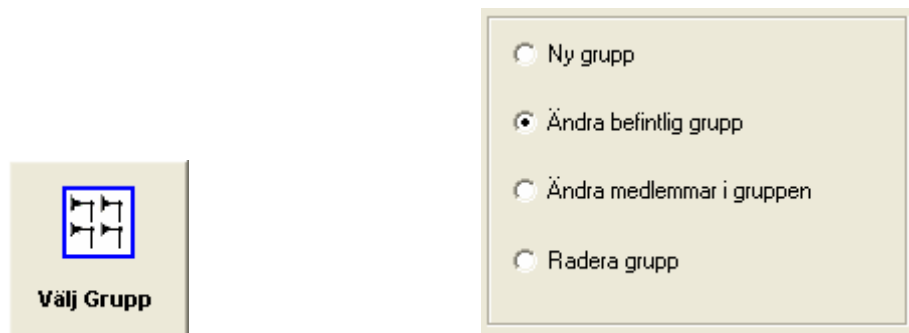 Ny grupp
Ändra befintlig grupp
Ändra medlemmar i gruppen
Radera grupp
Välj Grupp